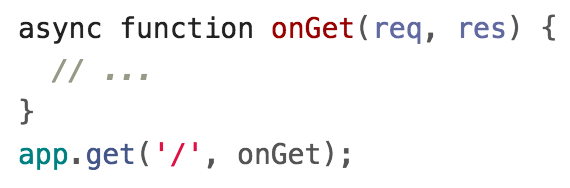 async function onGet(req, res) {
  // ...
}
app.get('/', onGet);